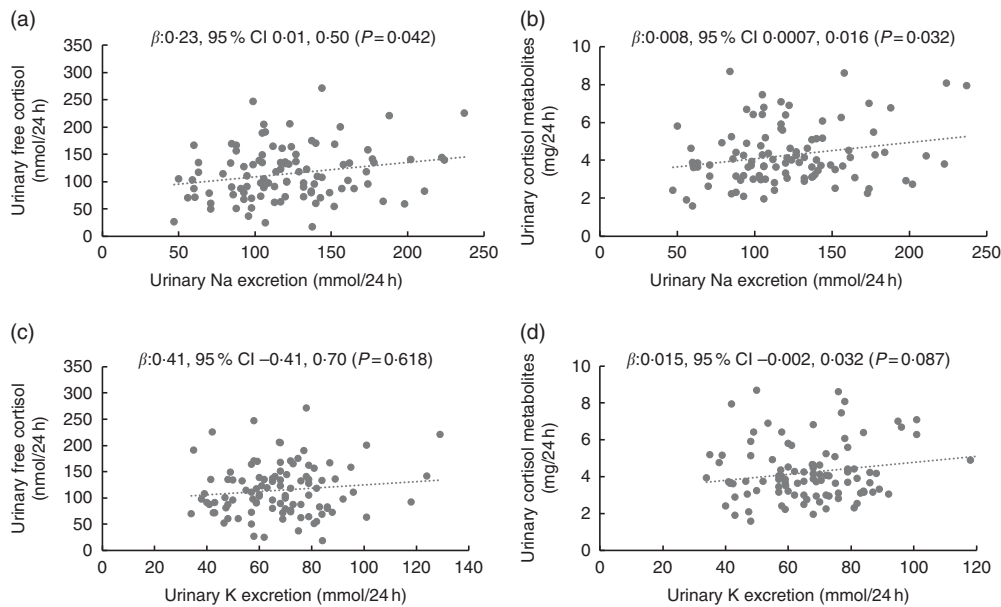 (a)
β:0·23, 95 % CI 0·01, 0·50 (P=0·042)
350
300
250
200
150
100
50
0
0
50
100
150
200
250
Urinary free cortisol
(nmol/24 h)
Urinary Na excretion (mmol/24 h)
(b)
β:0·008, 95 % CI 0·0007, 0·016 (P=0·032)
10
8
6
4
2
0
0
50
100
150
200
250
Urinary cortisol metabolites
(mg/24 h)
Urinary Na excretion (mmol/24 h)
(c)
β:0·41, 95 % CI −0·41, 0·70 (P=0·618)
350
300
250
200
150
100
50
0
0
20
40
60
80
100
120
140
Urinary free cortisol
(nmol/24 h)
Urinary K excretion (mmol/24 h)
(d)
β:0·015, 95 % CI −0·002, 0·032 (P=0·087)
10
8
6
4
2
0
0
20
40
60
80
100
120
Urinary cortisol metabolites
(mg/24 h)
Urinary K excretion (mmol/24 h)